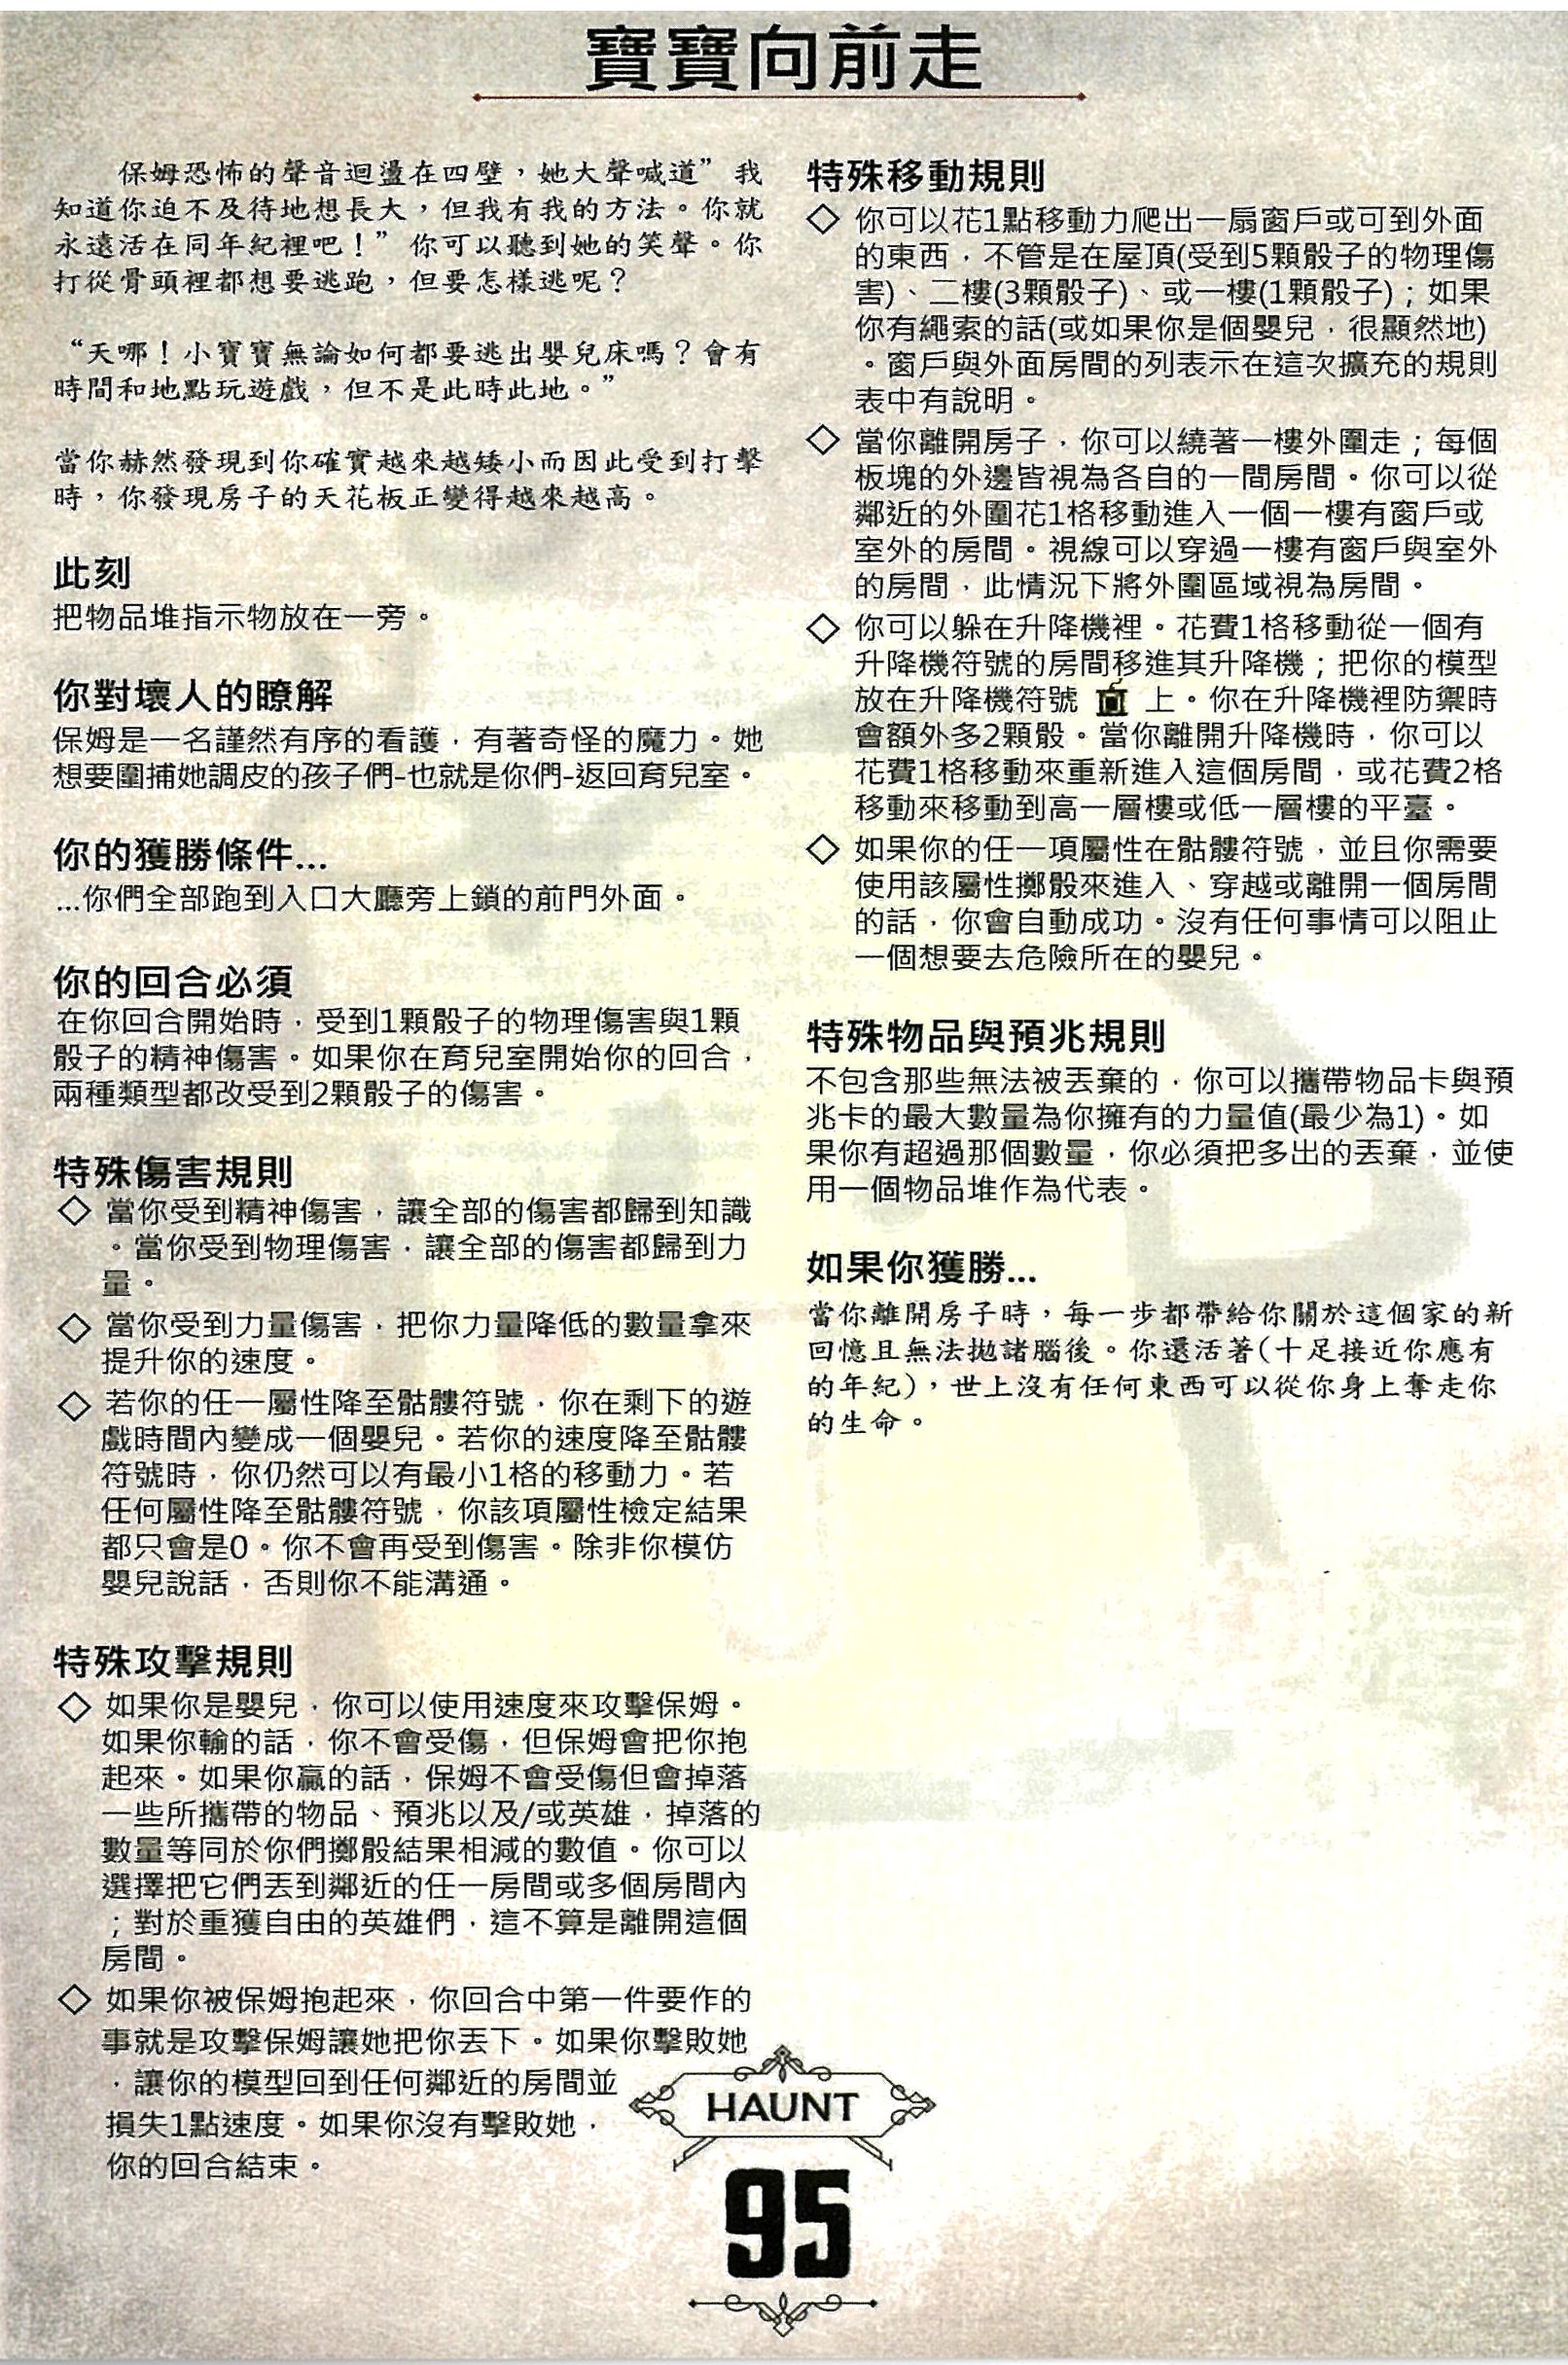 寶寶向前走
保姆恐怖的聲音迴盪在四壁，她大聲喊道”我
知道你迫不及待地想長大，但我有我的方法。你就
永遠活在同年紀裡吧！”你可以聽到她的笑聲。你
打從骨頭裡都想要逃跑，但要怎樣逃呢？
“天哪！小寶寶無論如何都要逃出嬰兒床嗎？會有
時間和地點玩遊戲，但不是此時此地。”
當你赫然發現到你確實越來越矮小而因此受到打擊
時，你發現房子的天花板正變得越來越高。
此刻
把物品堆指示物放在一旁。
你對壞人的瞭解
保姆是一名謹然有序的看護，有著奇怪的魔力。她
想要圍捕她調皮的孩子們-也就是你們-返回育兒室。
你的獲勝條件...
...你們全部跑到入口大廳旁上鎖的前門外面。
你的回合必須
在你回合開始時，受到1顆骰子的物理傷害與1顆
骰子的精神傷害。如果你在育兒室開始你的回合，
兩種類型都改受到2顆骰子的傷害。
特殊傷害規則
◇ 當你受到精神傷害，讓全部的傷害都歸到知識
。當你受到物理傷害，讓全部的傷害都歸到力
量。
◇ 當你受到力量傷害，把你力量降低的數量拿來
提升你的速度。
◇ 若你的任一屬性降至骷髏符號，你在剩下的遊
戲時間內變成一個嬰兒。若你的速度降至骷髏
符號時，你仍然可以有最小1格的移動力。若
任何屬性降至骷髏符號，你該項屬性檢定結果
都只會是0。你不會再受到傷害。除非你模仿
嬰兒說話，否則你不能溝通。
特殊攻擊規則
◇ 如果你是嬰兒，你可以使用速度來攻擊保姆。
如果你輸的話，你不會受傷，但保姆會把你抱
起來。如果你贏的話，保姆不會受傷但會掉落
一些所攜帶的物品、預兆以及/或英雄，掉落的
數量等同於你們擲骰結果相減的數值。你可以
選擇把它們丟到鄰近的任一房間或多個房間內
；對於重獲自由的英雄們，這不算是離開這個
房間。
◇ 如果你被保姆抱起來，你回合中第一件要作的
事就是攻擊保姆讓她把你丟下。如果你擊敗她
，讓你的模型回到任何鄰近的房間並
損失1點速度。如果你沒有擊敗她，
你的回合結束。
特殊移動規則
◇ 你可以花1點移動力爬出一扇窗戶或可到外面
的東西，不管是在屋頂(受到5顆骰子的物理傷
害)、二樓(3顆骰子)、或一樓(1顆骰子)；如果
你有繩索的話(或如果你是個嬰兒，很顯然地)
。窗戶與外面房間的列表示在這次擴充的規則
表中有說明。
◇ 當你離開房子，你可以繞著一樓外圍走；每個
板塊的外邊皆視為各自的一間房間。你可以從
鄰近的外圍花1格移動進入一個一樓有窗戶或
室外的房間。視線可以穿過一樓有窗戶與室外
的房間，此情況下將外圍區域視為房間。
◇ 你可以躲在升降機裡。花費1格移動從一個有
升降機符號的房間移進其升降機；把你的模型
放在升降機符號 上。你在升降機裡防禦時
會額外多2顆骰。當你離開升降機時，你可以
花費1格移動來重新進入這個房間，或花費2格
移動來移動到高一層樓或低一層樓的平臺。
◇ 如果你的任一項屬性在骷髏符號，並且你需要
使用該屬性擲骰來進入、穿越或離開一個房間
的話，你會自動成功。沒有任何事情可以阻止
一個想要去危險所在的嬰兒。
特殊物品與預兆規則
不包含那些無法被丟棄的，你可以攜帶物品卡與預
兆卡的最大數量為你擁有的力量值(最少為1)。如
果你有超過那個數量，你必須把多出的丟棄，並使
用一個物品堆作為代表。
如果你獲勝...
當你離開房子時，每一步都帶給你關於這個家的新
回憶且無法拋諸腦後。你還活著(十足接近你應有
的年紀)，世上沒有任何東西可以從你身上奪走你
的生命。
HAUNT
95